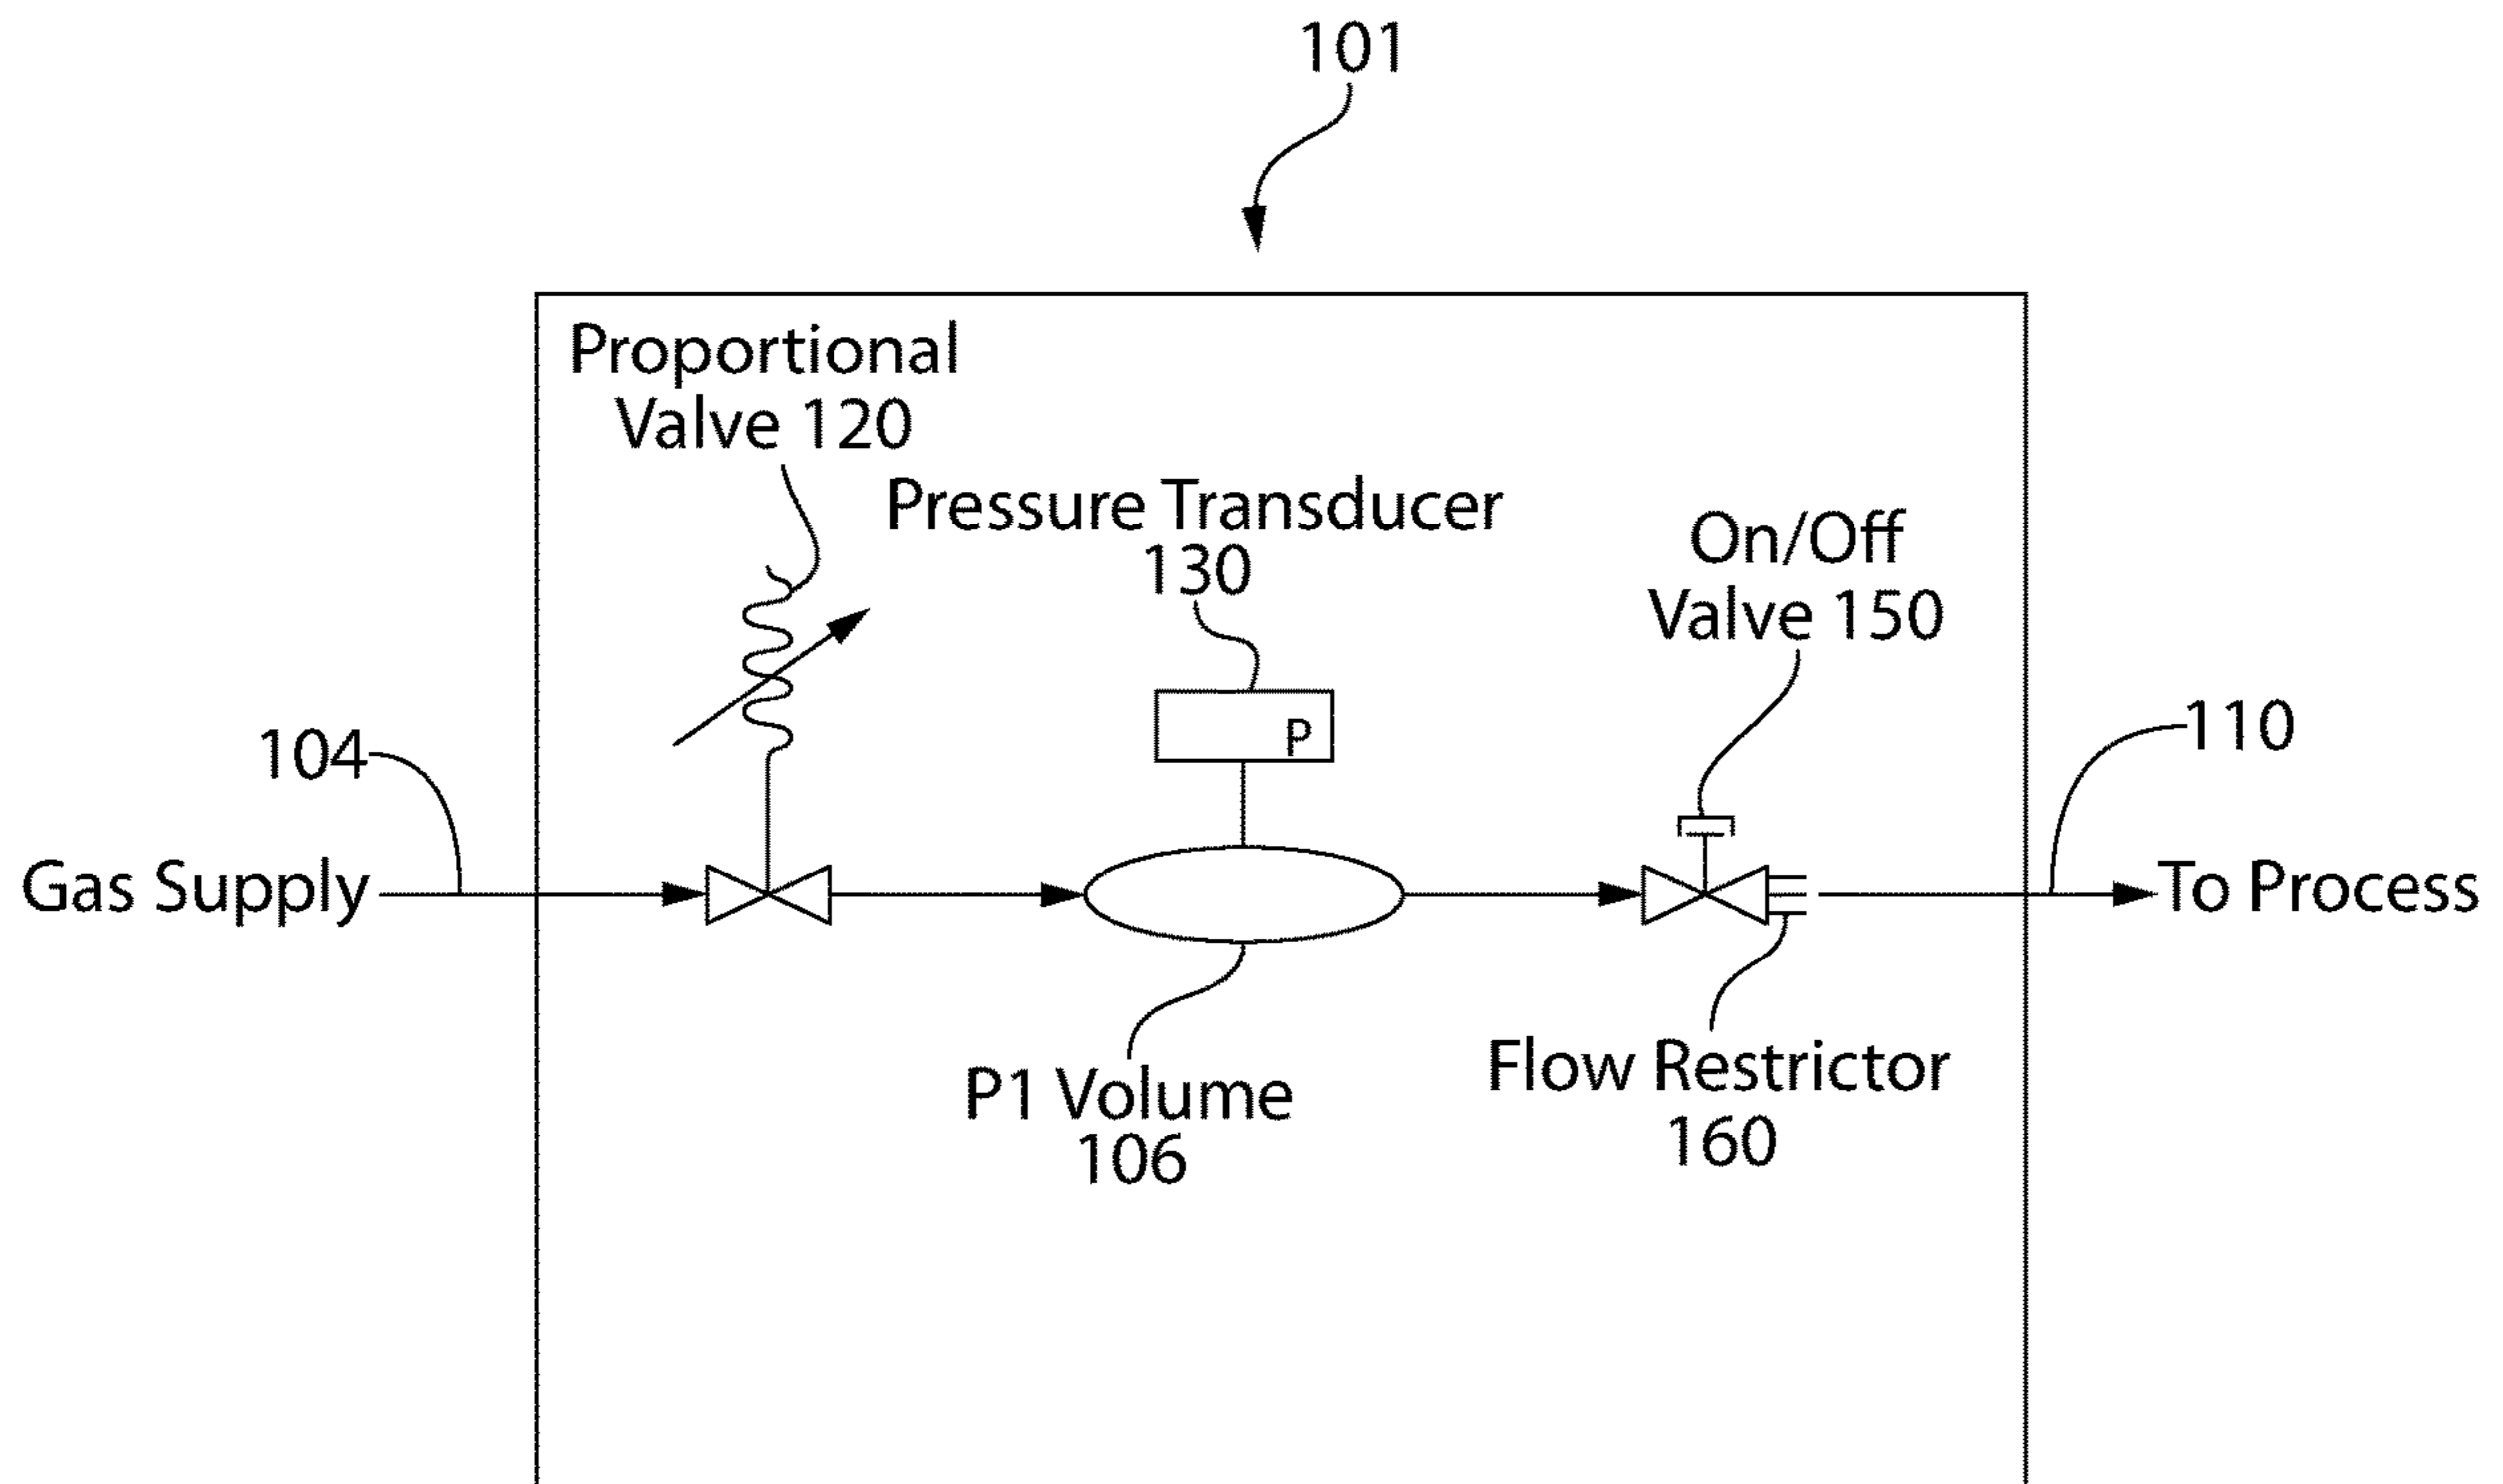 101
Proportional
Valve 120
Pressure Transducer
130
On/Off
Valve 150
P
104
110
Gas Supply
To Process
P1 Volume
106
Flow Restrictor
160